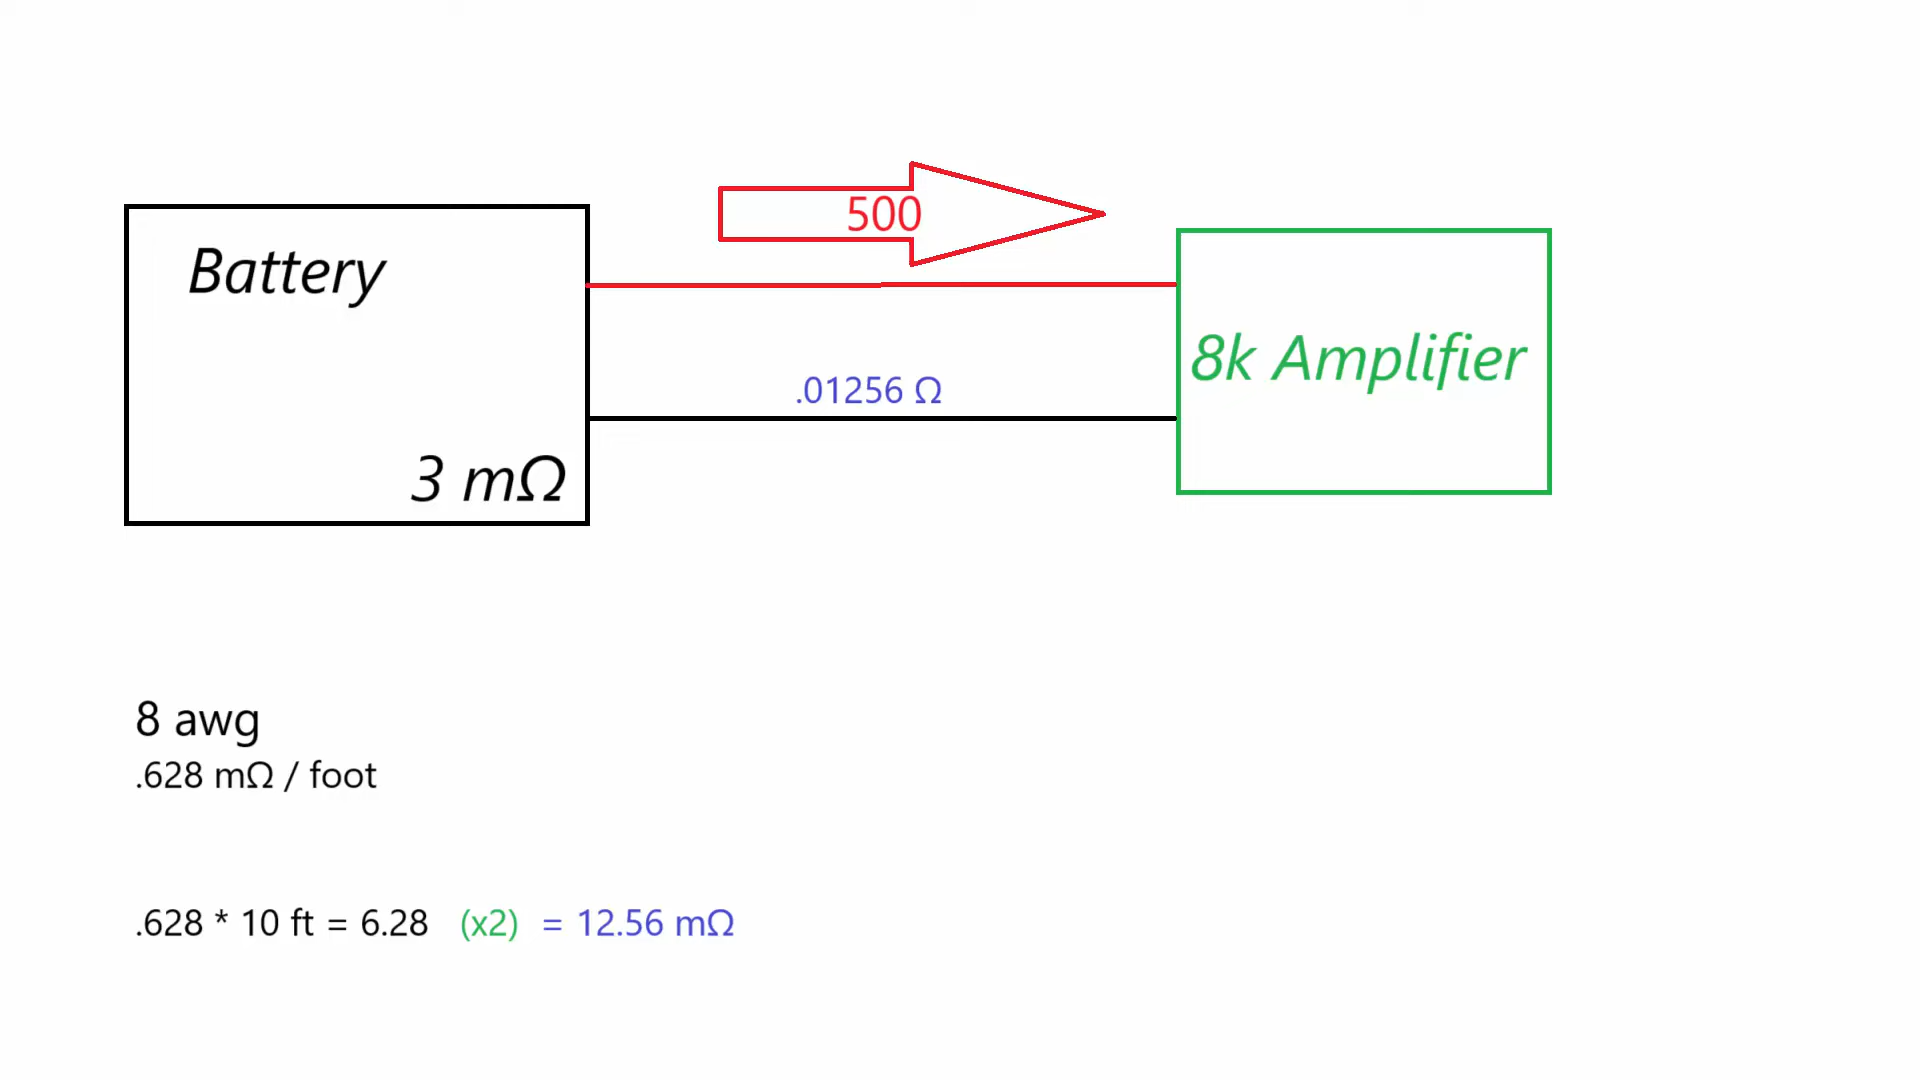 500
Battery
8k Amplifier
.01256 Ω
3 mΩ
8 awg
.628 mΩ / foot
.628 * 10 ft = 6.28 (x2) = 12.56 mΩ